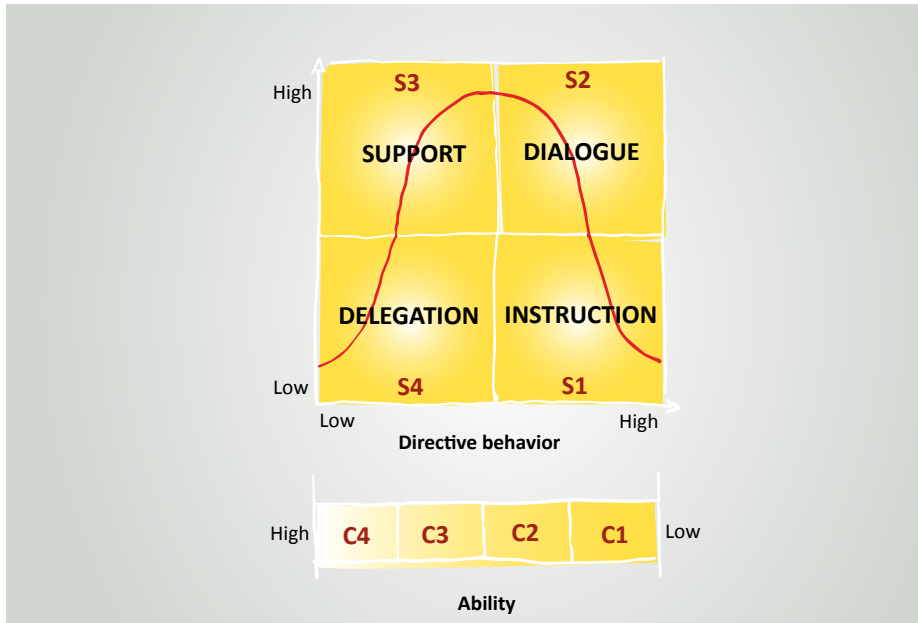 High
S3
S2
SUPPORT
DIALOGUE
DELEGATION
INSTRUCTION
Low
S4
S1
Low
High
Directive behavior
High
C4
C3
C2
C1
Low
Ability